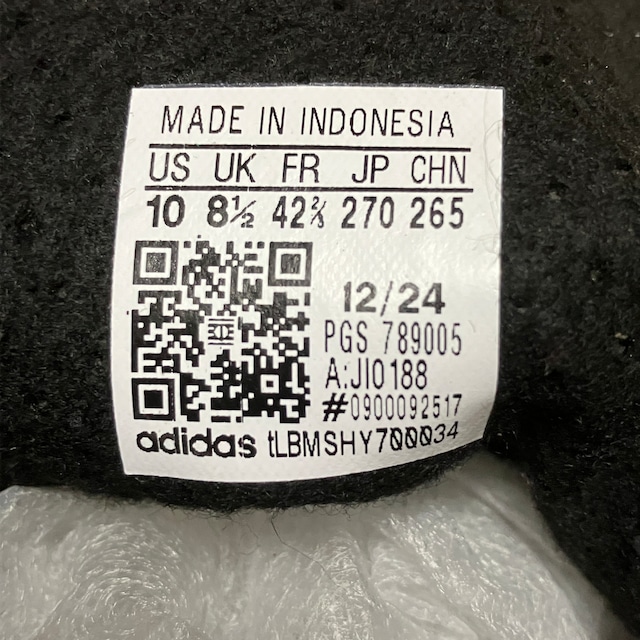 MADE IN INDONESIA
US UK FR JP CHN
10 8½ 42⅔ 270 265
12/24
PGS 789005
A:JI0188
#0900092517
adidas tLBMSHY700034